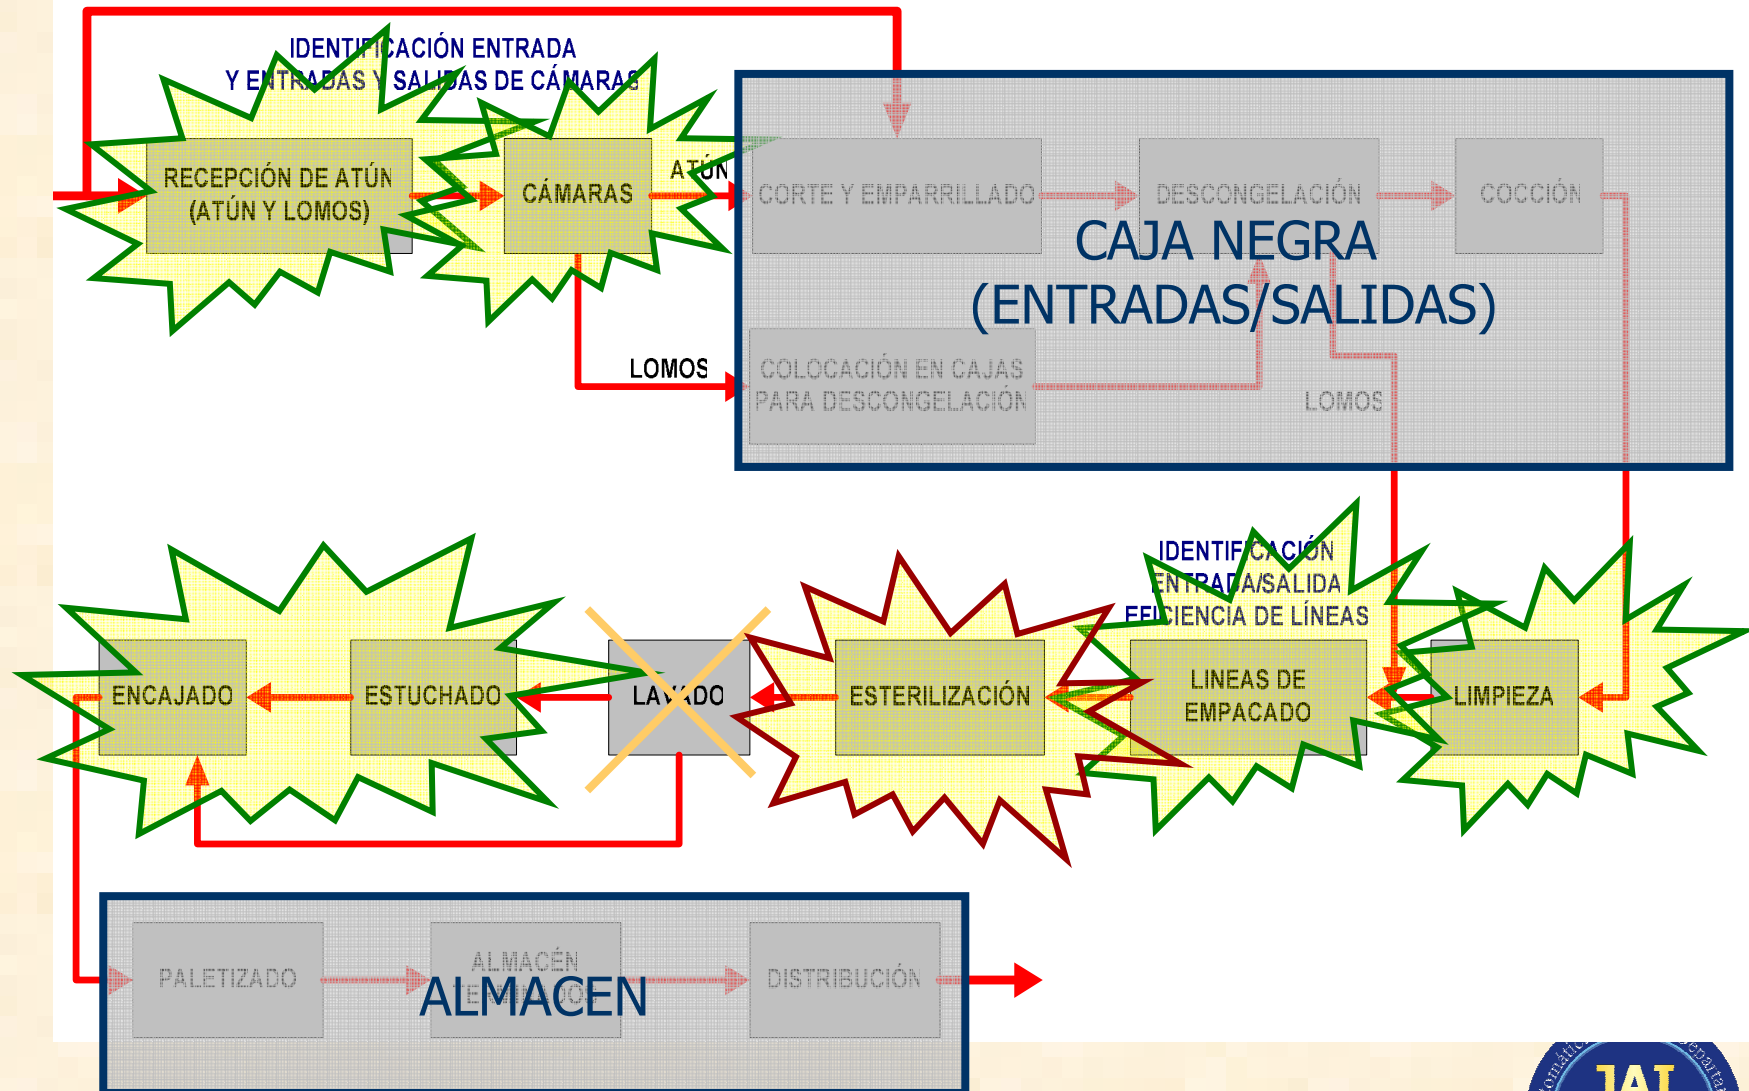 IDENTIFICACIÓN ENTRADA
Y ENTRADAS Y SALIDAS DE CÁMARAS
RECEPCIÓN DE ATÚN
(ATÚN Y LOMOS)
CÁMARAS
ATÚN
CORTE Y EMPARRILLADO
DESCONGELACIÓN
COCCIÓN
CAJA NEGRA
(ENTRADAS/SALIDAS)
LOMOS
COLOCACIÓN EN CAJAS
PARA DESCONGELACIÓN
LOMOS
IDENTIFICACIÓN
ENTRADA/SALIDA
EFICIENCIA DE LÍNEAS
ENCAJADO
ESTUCHADO
LAVADO
ESTERILIZACIÓN
LINEAS DE
EMPACADO
LIMPIEZA
PALETIZADO
ALMACÉN
ALMACEN
DISTRIBUCIÓN
JAI